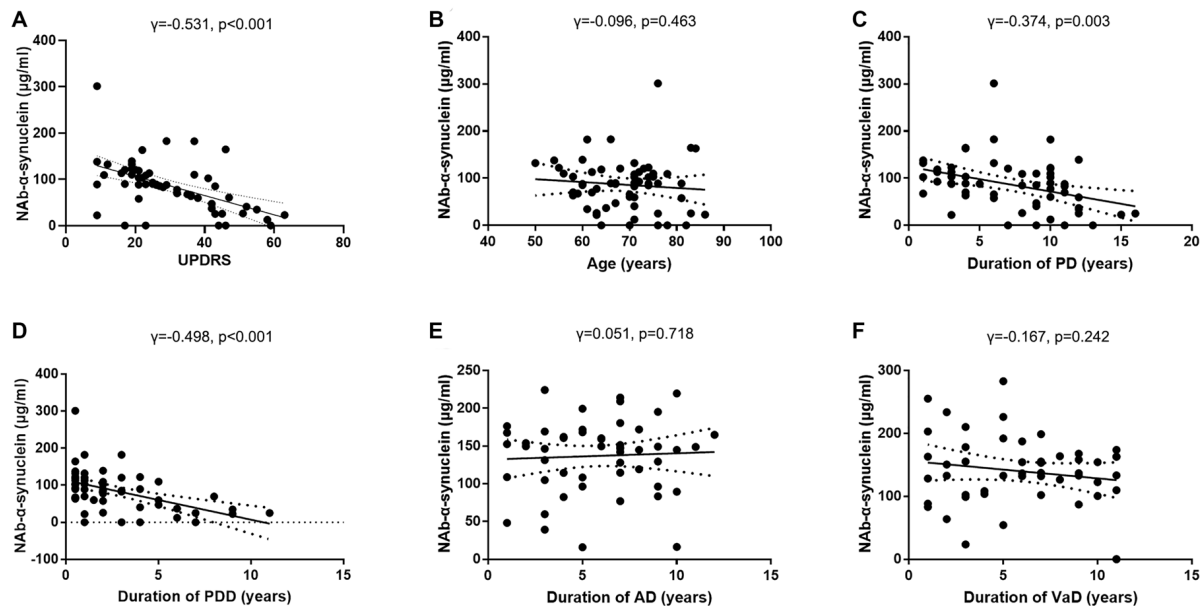 A
γ=-0.531, p<0.001
NAb-α-synuclein (µg/ml)
400
300
200
100
0
0 20 40 60 80
UPDRS
B
γ=-0.096, p=0.463
NAb-α-synuclein (µg/ml)
400
300
200
100
0
40 50 60 70 80 90 100
Age (years)
C
γ=-0.374, p=0.003
NAb-α-synuclein (µg/ml)
400
300
200
100
0
0 5 10 15 20
Duration of PD (years)
D
γ=-0.498, p<0.001
NAb-α-synuclein (µg/ml)
400
300
200
100
0
-100
0 5 10 15
Duration of PDD (years)
E
γ=0.051, p=0.718
NAb-α-synuclein (µg/ml)
250
200
150
100
50
0
0 5 10 15
Duration of AD (years)
F
γ=-0.167, p=0.242
NAb-α-synuclein (µg/ml)
300
200
100
0
0 5 10 15
Duration of VaD (years)